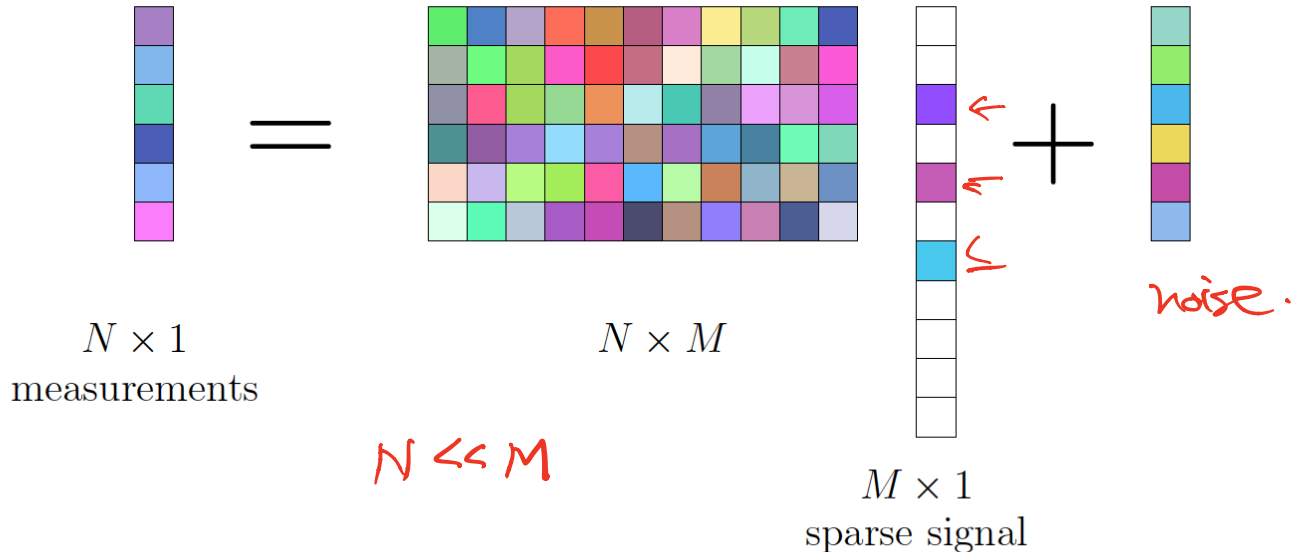 N × 1
measurements
N × M
noise.
N << M
M × 1
sparse signal